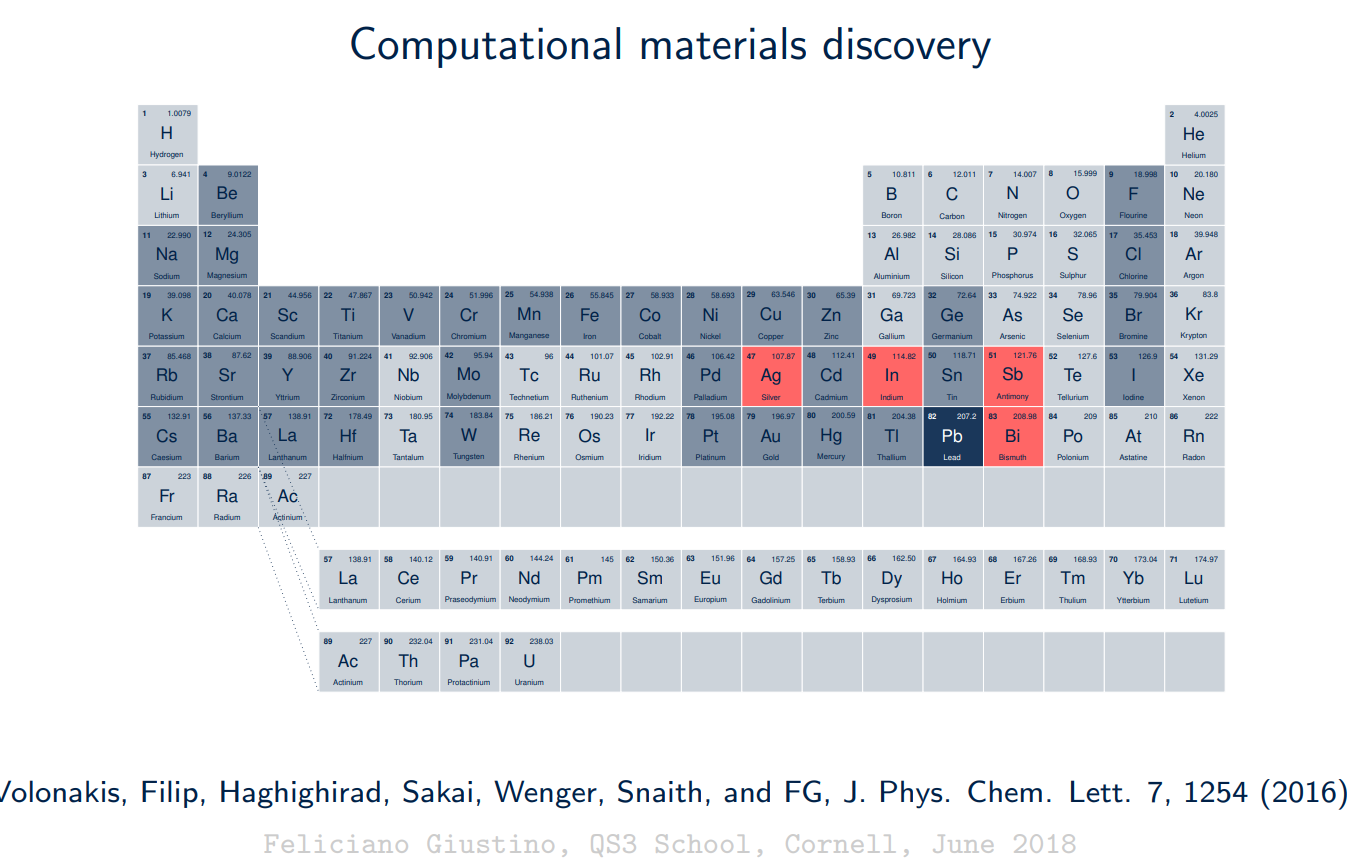 Computational materials discovery
1 1.0079 2 4.0025
H He
Hydrogen Helium
3 6.941 4 9.0122 5 10.811 6 12.011 7 14.007 8 15.999 9 18.998 10 20.180
Li Be B C N O F Ne
Lithium Beryllium Boron Carbon Nitrogen Oxygen Flourine Neon
11 22.990 12 24.305 13 26.982 14 28.086 15 30.974 16 32.065 17 35.453 18 39.948
Na Mg Al Si P S Cl Ar
Sodium Magnesium Aluminium Silicon Phosphorus Sulphur Chlorine Argon
19 39.098 20 40.078 21 44.956 22 47.867 23 50.942 24 51.996 25 54.938 26 55.845 27 58.933 28 58.693 29 63.546 30 65.39 31 69.723 32 72.64 33 74.922 34 78.96 35 79.904 36 83.8
K Ca Sc Ti V Cr Mn Fe Co Ni Cu Zn Ga Ge As Se Br Kr
Potassium Calcium Scandium Titanium Vanadium Chromium Manganese Iron Cobalt Nickel Copper Zinc Gallium Germanium Arsenic Selenium Bromine Krypton
37 85.468 38 87.62 39 88.906 40 91.224 41 92.906 42 95.94 43 96 44 101.07 45 102.91 46 106.42 47 107.87 48 112.41 49 114.82 50 118.71 51 121.76 52 127.6 53 126.9 54 131.29
Rb Sr Y Zr Nb Mo Tc Ru Rh Pd Ag Cd In Sn Sb Te I Xe
Rubidium Strontium Yttrium Zirconium Niobium Molybdenum Technetium Ruthenium Rhodium Palladium Silver Cadmium Indium Tin Antimony Tellurium Iodine Xenon
55 132.91 56 137.33 57 138.91 72 178.49 73 180.95 74 183.84 75 186.21 76 190.23 77 192.22 78 195.08 79 196.97 80 200.59 81 204.38 82 207.2 83 208.98 84 209 85 210 86 222
Cs Ba La Hf Ta W Re Os Ir Pt Au Hg Tl Pb Bi Po At Rn
Caesium Barium Lanthanum Halfnium Tantalum Tungsten Rhenium Osmium Iridium Platinum Gold Mercury Thallium Lead Bismuth Polonium Astatine Radon
87 223 88 226 89 227
Fr Ra Ac
Francium Radium Actinium
57 138.91 58 140.12 59 140.91 60 144.24 61 145 62 150.36 63 151.96 64 157.25 65 158.93 66 162.50 67 164.93 68 167.26 69 168.93 70 173.04 71 174.97
La Ce Pr Nd Pm Sm Eu Gd Tb Dy Ho Er Tm Yb Lu
Lanthanum Cerium Praseodymium Neodymium Promethium Samarium Europium Gadolinium Terbium Dysprosium Holmium Erbium Thulium Ytterbium Lutetium
89 227 90 232.04 91 231.04 92 238.03
Ac Th Pa U
Actinium Thorium Protactinium Uranium
Volonakis, Filip, Haghighirad, Sakai, Wenger, Snaith, and FG, J. Phys. Chem. Lett. 7, 1254 (2016)
Feliciano Giustino, QS3 School, Cornell, June 2018